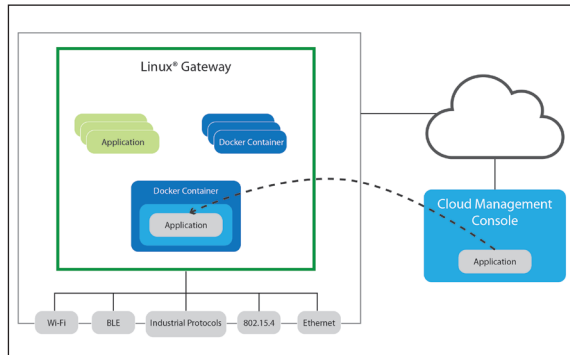 Linux® Gateway
Application
Docker Container
Docker Container
Application
Cloud Management
Console
Application
Wi-Fi
BLE
Industrial Protocols
802.15.4
Ethernet